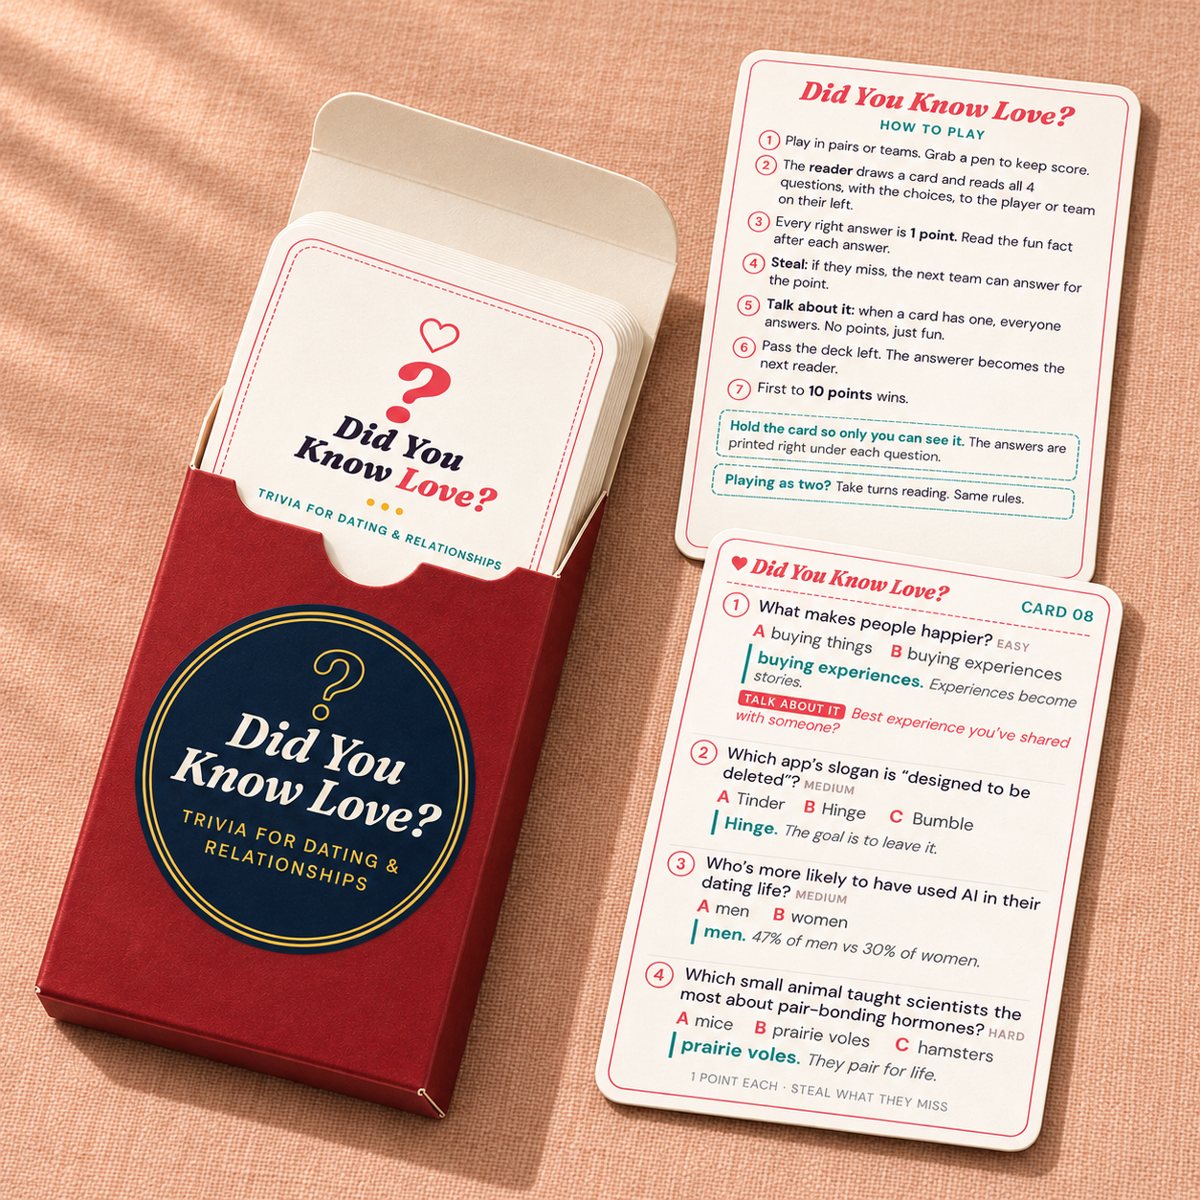 ?
Did You
Know Love?
TRIVIA FOR DATING & RELATIONSHIPS
?
Did You
Know Love?
TRIVIA FOR DATING &
RELATIONSHIPS
Did You Know Love?
HOW TO PLAY
1 Play in pairs or teams. Grab a pen to keep score.
2 The reader draws a card and reads all 4
questions, with the choices, to the player or team
on their left.
3 Every right answer is 1 point. Read the fun fact
after each answer.
4 Steal: if they miss, the next team can answer for
the point.
5 Talk about it: when a card has one, everyone
answers. No points, just fun.
6 Pass the deck left. The answerer becomes the
next reader.
7 First to 10 points wins.
Hold the card so only you can see it. The answers are
printed right under each question.
Playing as two? Take turns reading. Same rules.
Did You Know Love?
CARD 08
1 What makes people happier? EASY
A buying things B buying experiences
buying experiences. Experiences become
stories.
TALK ABOUT IT Best experience you've shared
with someone?
2 Which app's slogan is “designed to be
deleted”? MEDIUM
A Tinder B Hinge C Bumble
Hinge. The goal is to leave it.
3 Who's more likely to have used AI in their
dating life? MEDIUM
A men B women
men. 47% of men vs 30% of women.
4 Which small animal taught scientists the
most about pair-bonding hormones? HARD
A mice B prairie voles C hamsters
prairie voles. They pair for life.
1 POINT EACH · STEAL WHAT THEY MISS